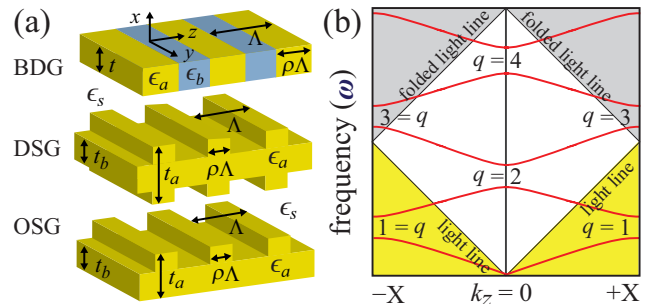 (a)
x
z
y
Λ
BDG
t
ϵa
ϵb
ρΛ
ϵs
DSG
Λ
tb
ta
ρΛ
ϵa
ϵs
OSG
Λ
tb
ta
ρΛ
ϵa
(b)
frequency (ω)
folded light line
folded light line
q = 4
3 = q
q = 3
q = 2
1 = q
q = 1
light line
light line
−X
kz = 0
+X